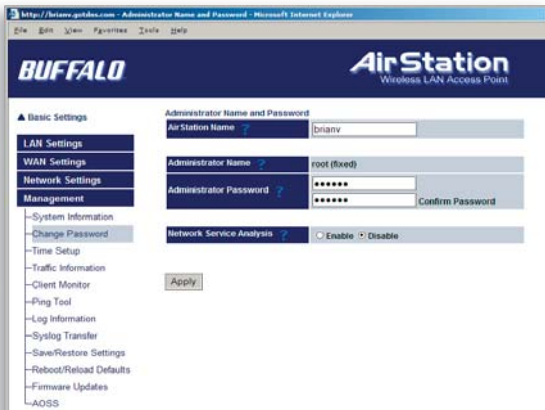 http://brianv.gotdns.com - Administrator Name and Password - Microsoft Internet Explorer
File Edit View Favorites Tools Help
BUFFALO
AirStation
Wireless LAN Access Point
Basic Settings
LAN Settings
WAN Settings
Network Settings
Management
System Information
Change Password
Time Setup
Traffic Information
Client Monitor
Ping Tool
Log Information
Syslog Transfer
Save/Restore Settings
Reboot/Reload Defaults
Firmware Updates
AOSS
Administrator Name and Password
AirStation Name ? brianv
Administrator Name ? root (fixed)
Administrator Password ? ••••••
•••••• Confirm Password
Network Service Analysis ? Enable Disable
Apply